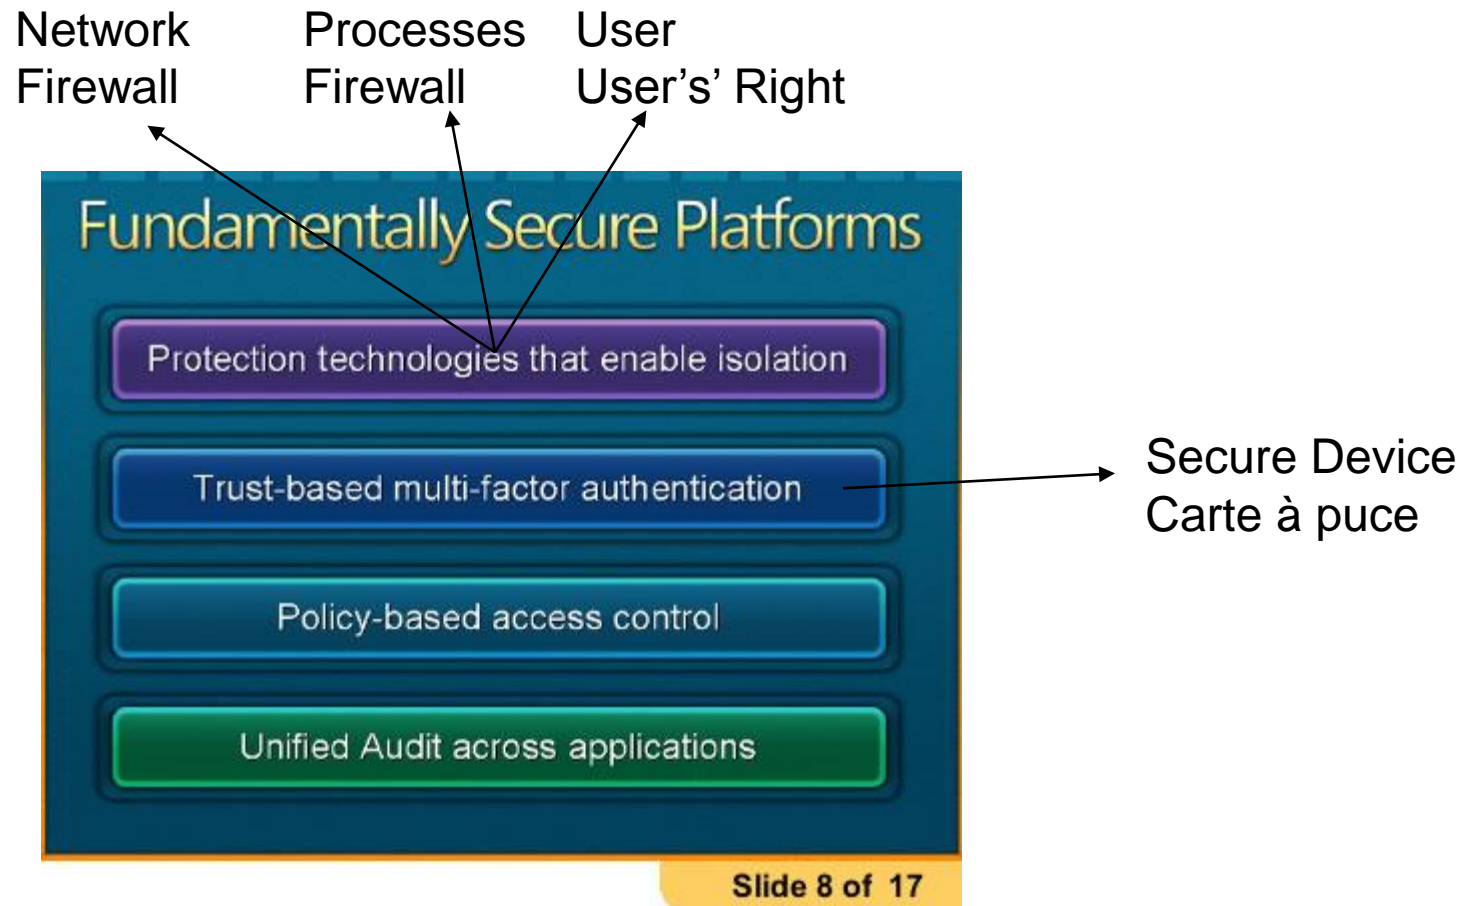 Network
Firewall
Processes
Firewall
User
User’s’ Right
Fundamentally Secure Platforms
Protection technologies that enable isolation
Trust-based multi-factor authentication
Secure Device
Carte à puce
Policy-based access control
Unified Audit across applications
Slide 8 of 17